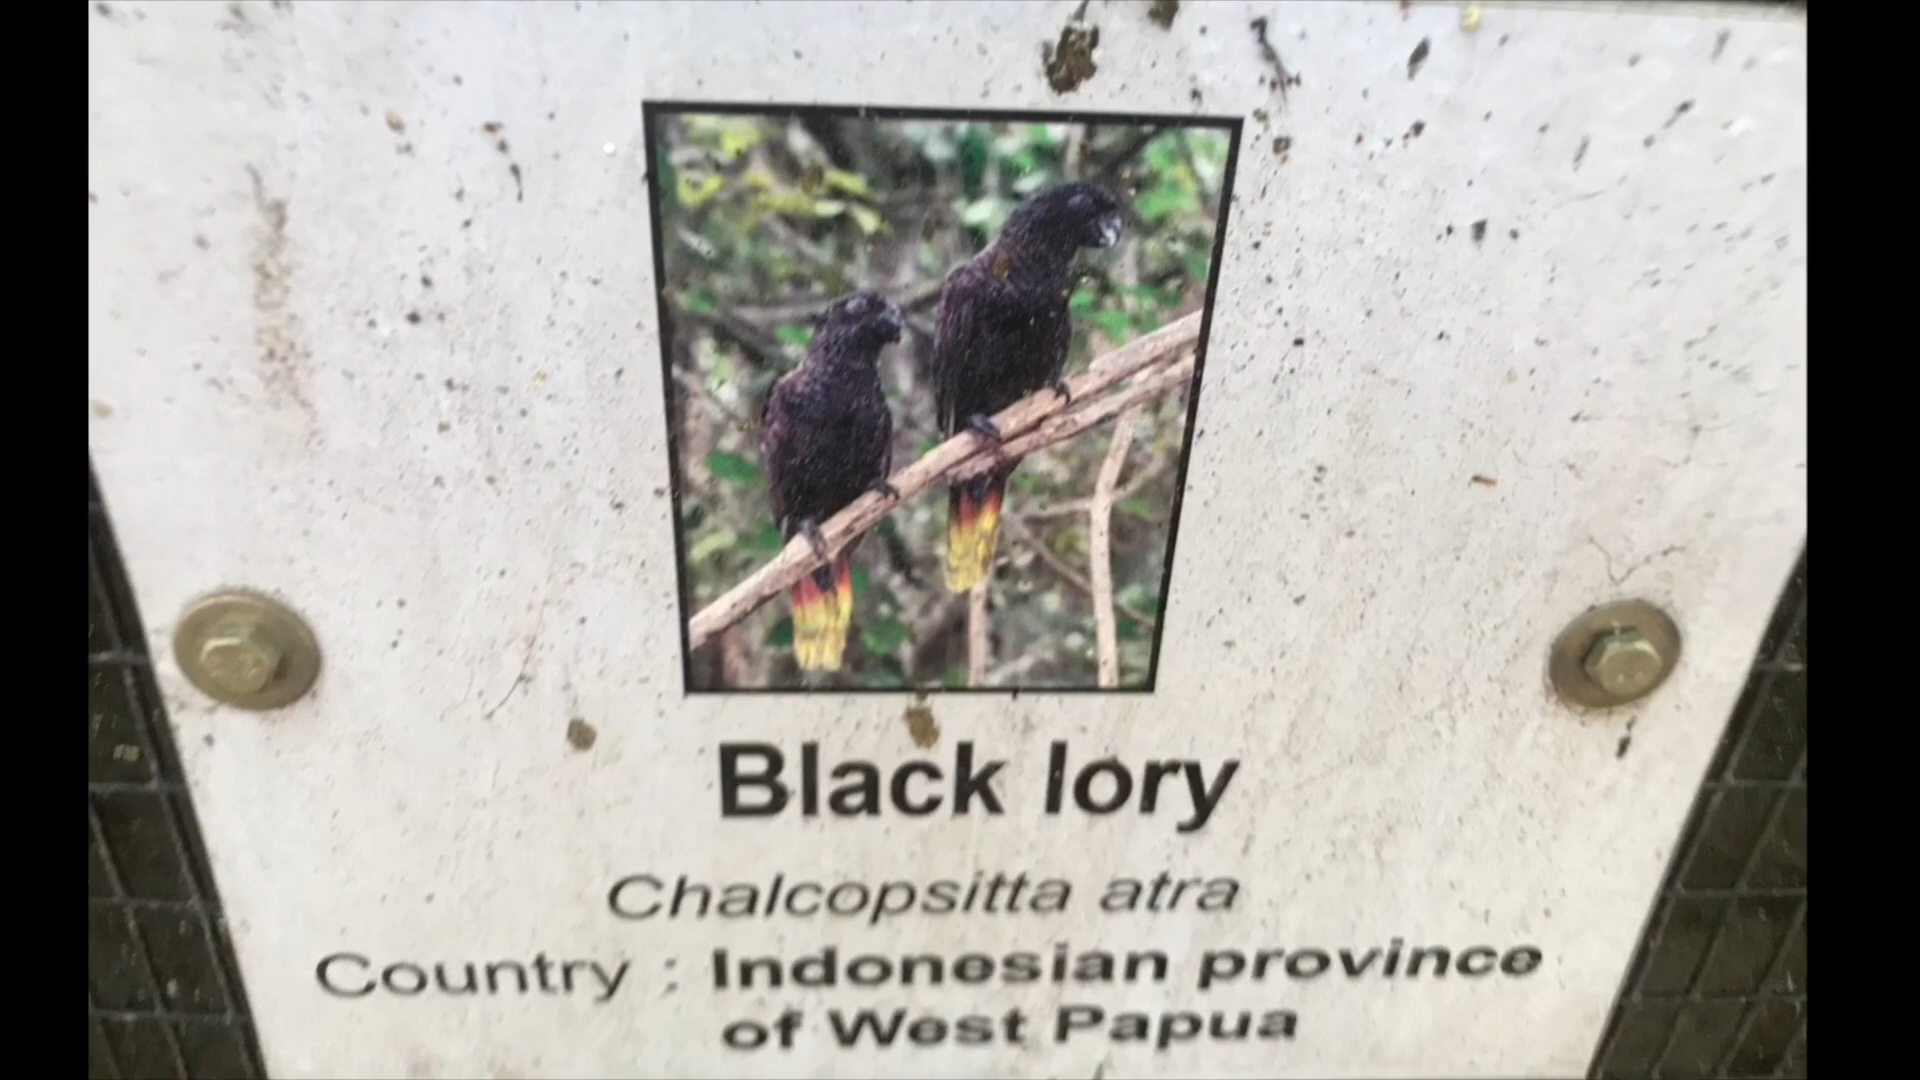 Black lory
Chalcopsitta atra
Country : Indonesian province
of West Papua